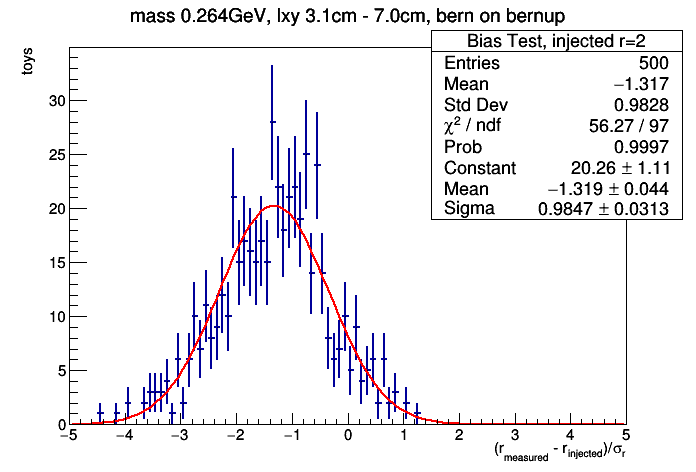 mass 0.264GeV, lxy 3.1cm - 7.0cm, bern on bernup
Bias Test, injected r=2
Entries 500
Mean −1.317
Std Dev 0.9828
χ² / ndf 56.27 / 97
Prob 0.9997
Constant 20.26 ± 1.11
Mean −1.319 ± 0.044
Sigma 0.9847 ± 0.0313
toys
30
25
20
15
10
5
0
−5 −4 −3 −2 −1 0 1 2 3 4 5
(r_measured - r_injected)/σ_r